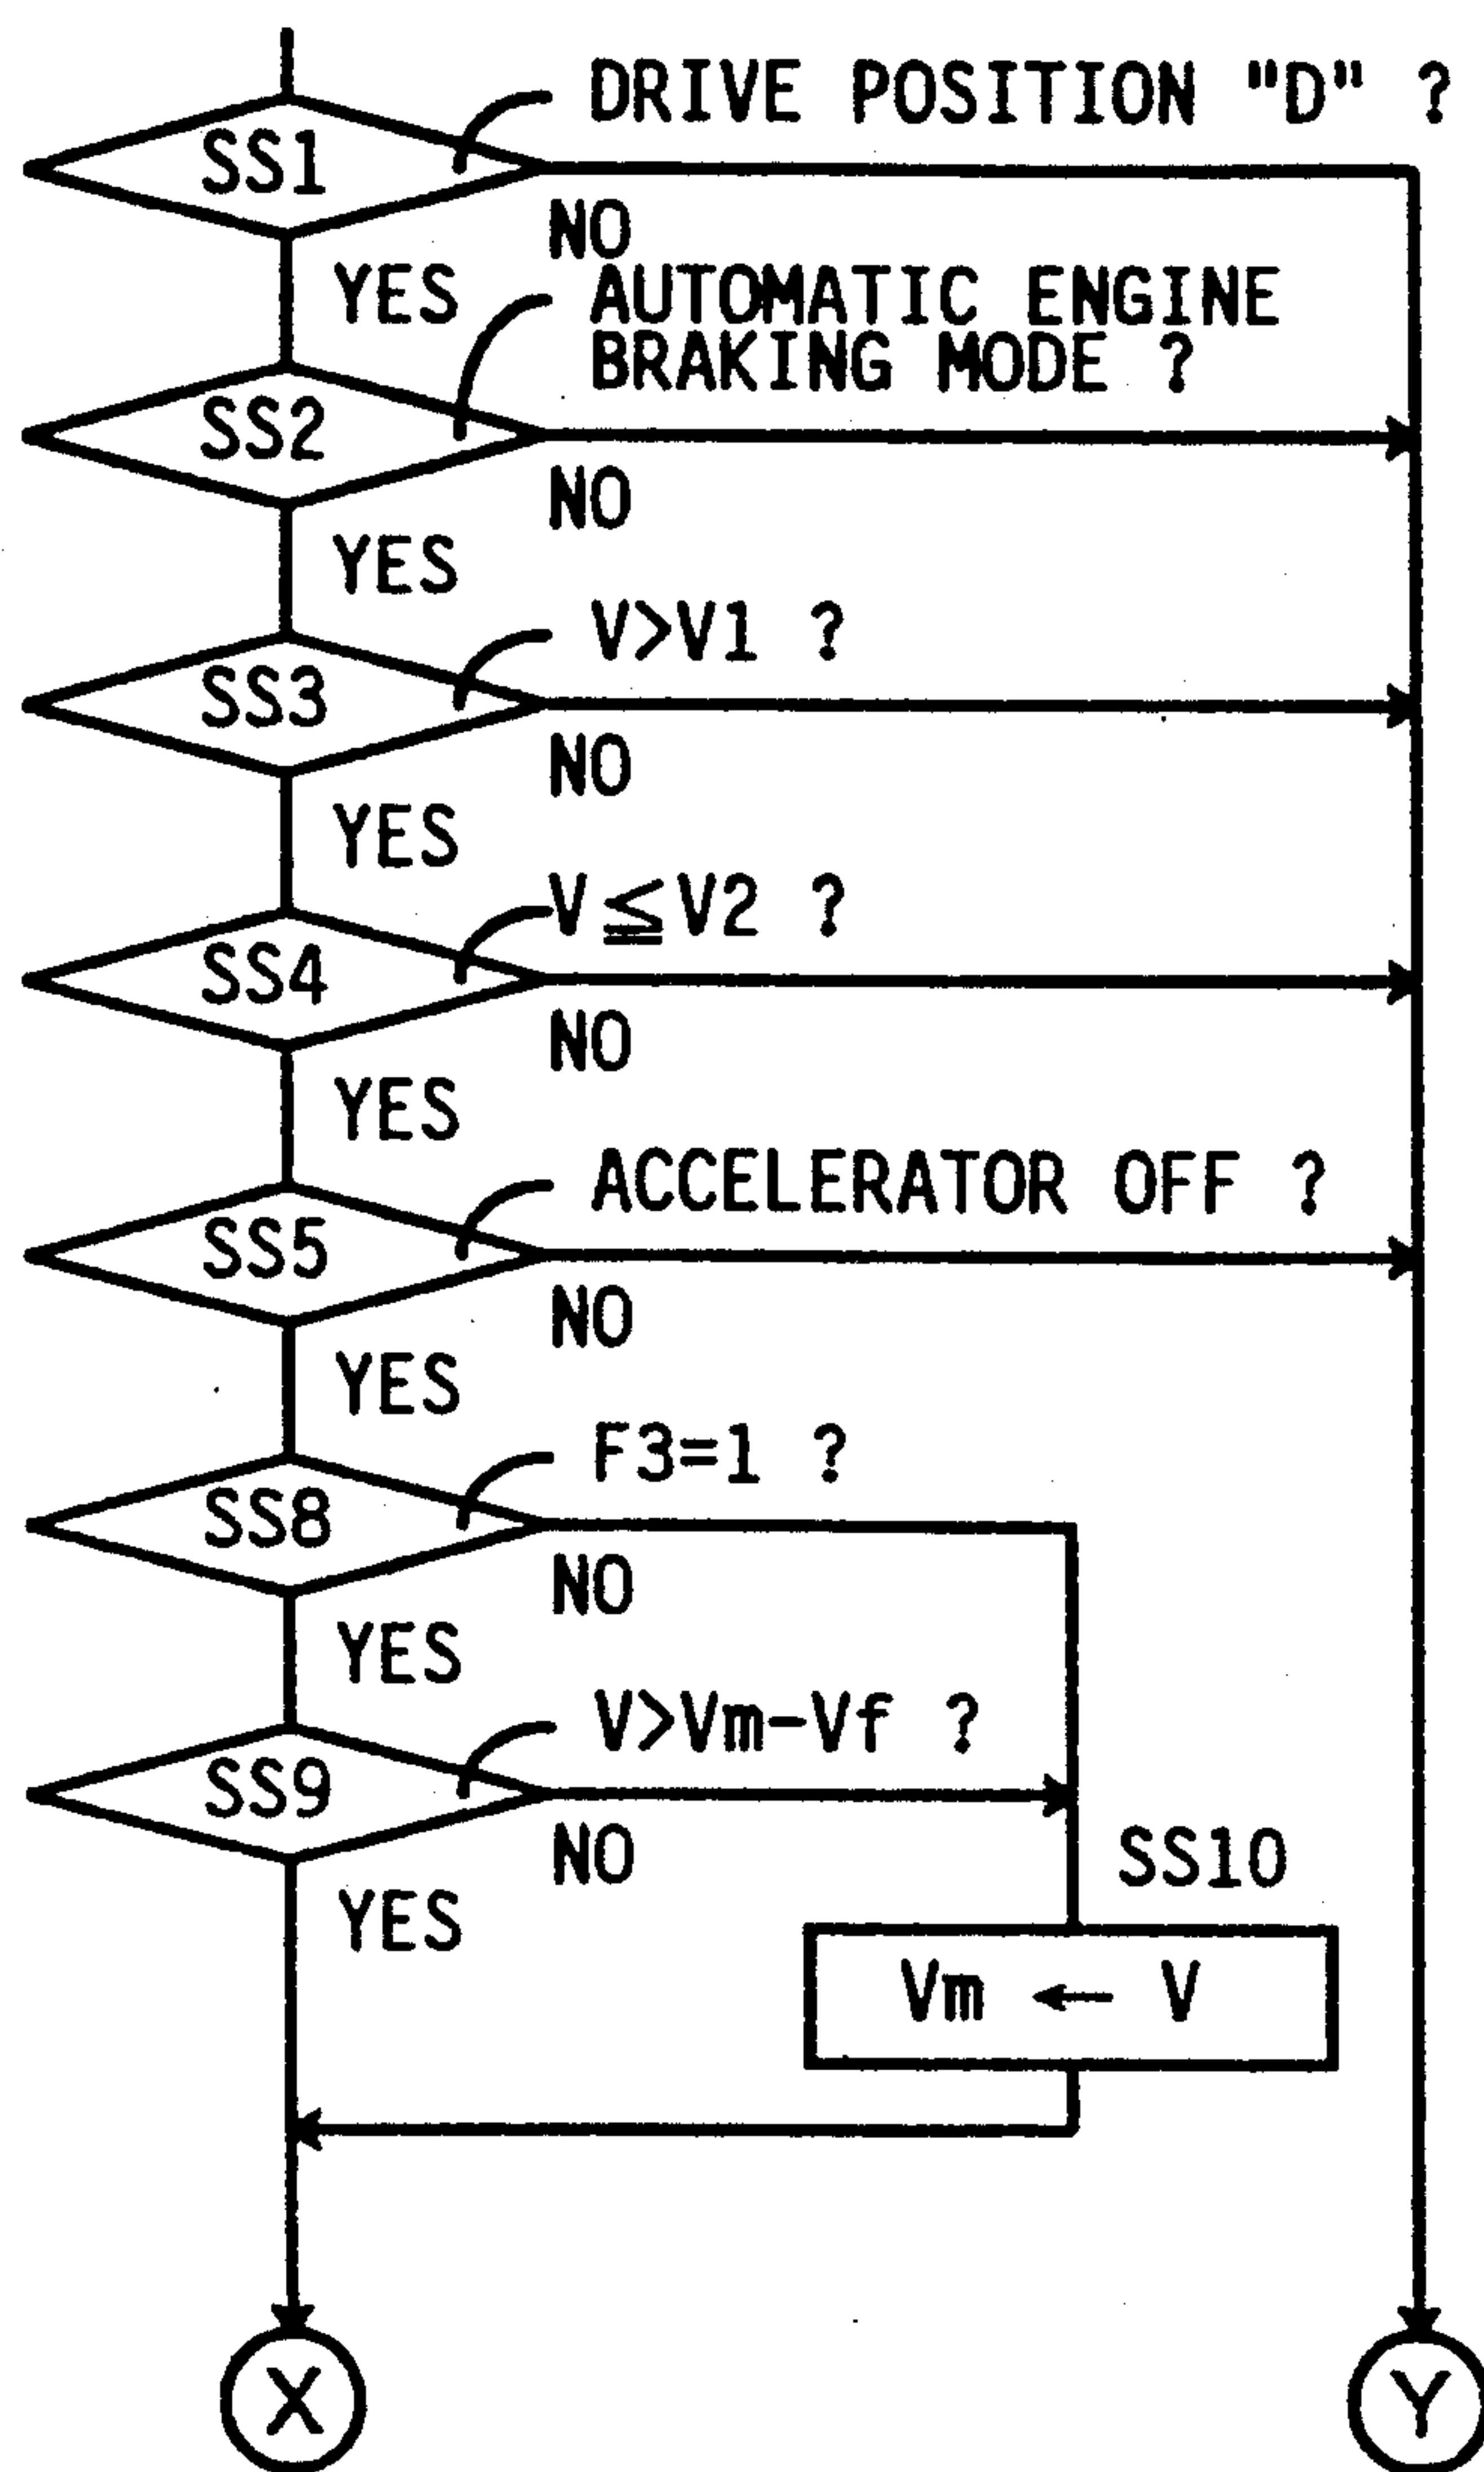 DRIVE POSITION "D" ?
SS1
NO
YES
AUTOMATIC ENGINE
BRAKING MODE ?
SS2
NO
YES
V>V1 ?
SS3
NO
YES
V≦V2 ?
SS4
NO
YES
ACCELERATOR OFF ?
SS5
NO
YES
F3=1 ?
SS8
NO
YES
V>Vm-Vf ?
SS9
NO
YES
SS10
Vm ← V
X
Y